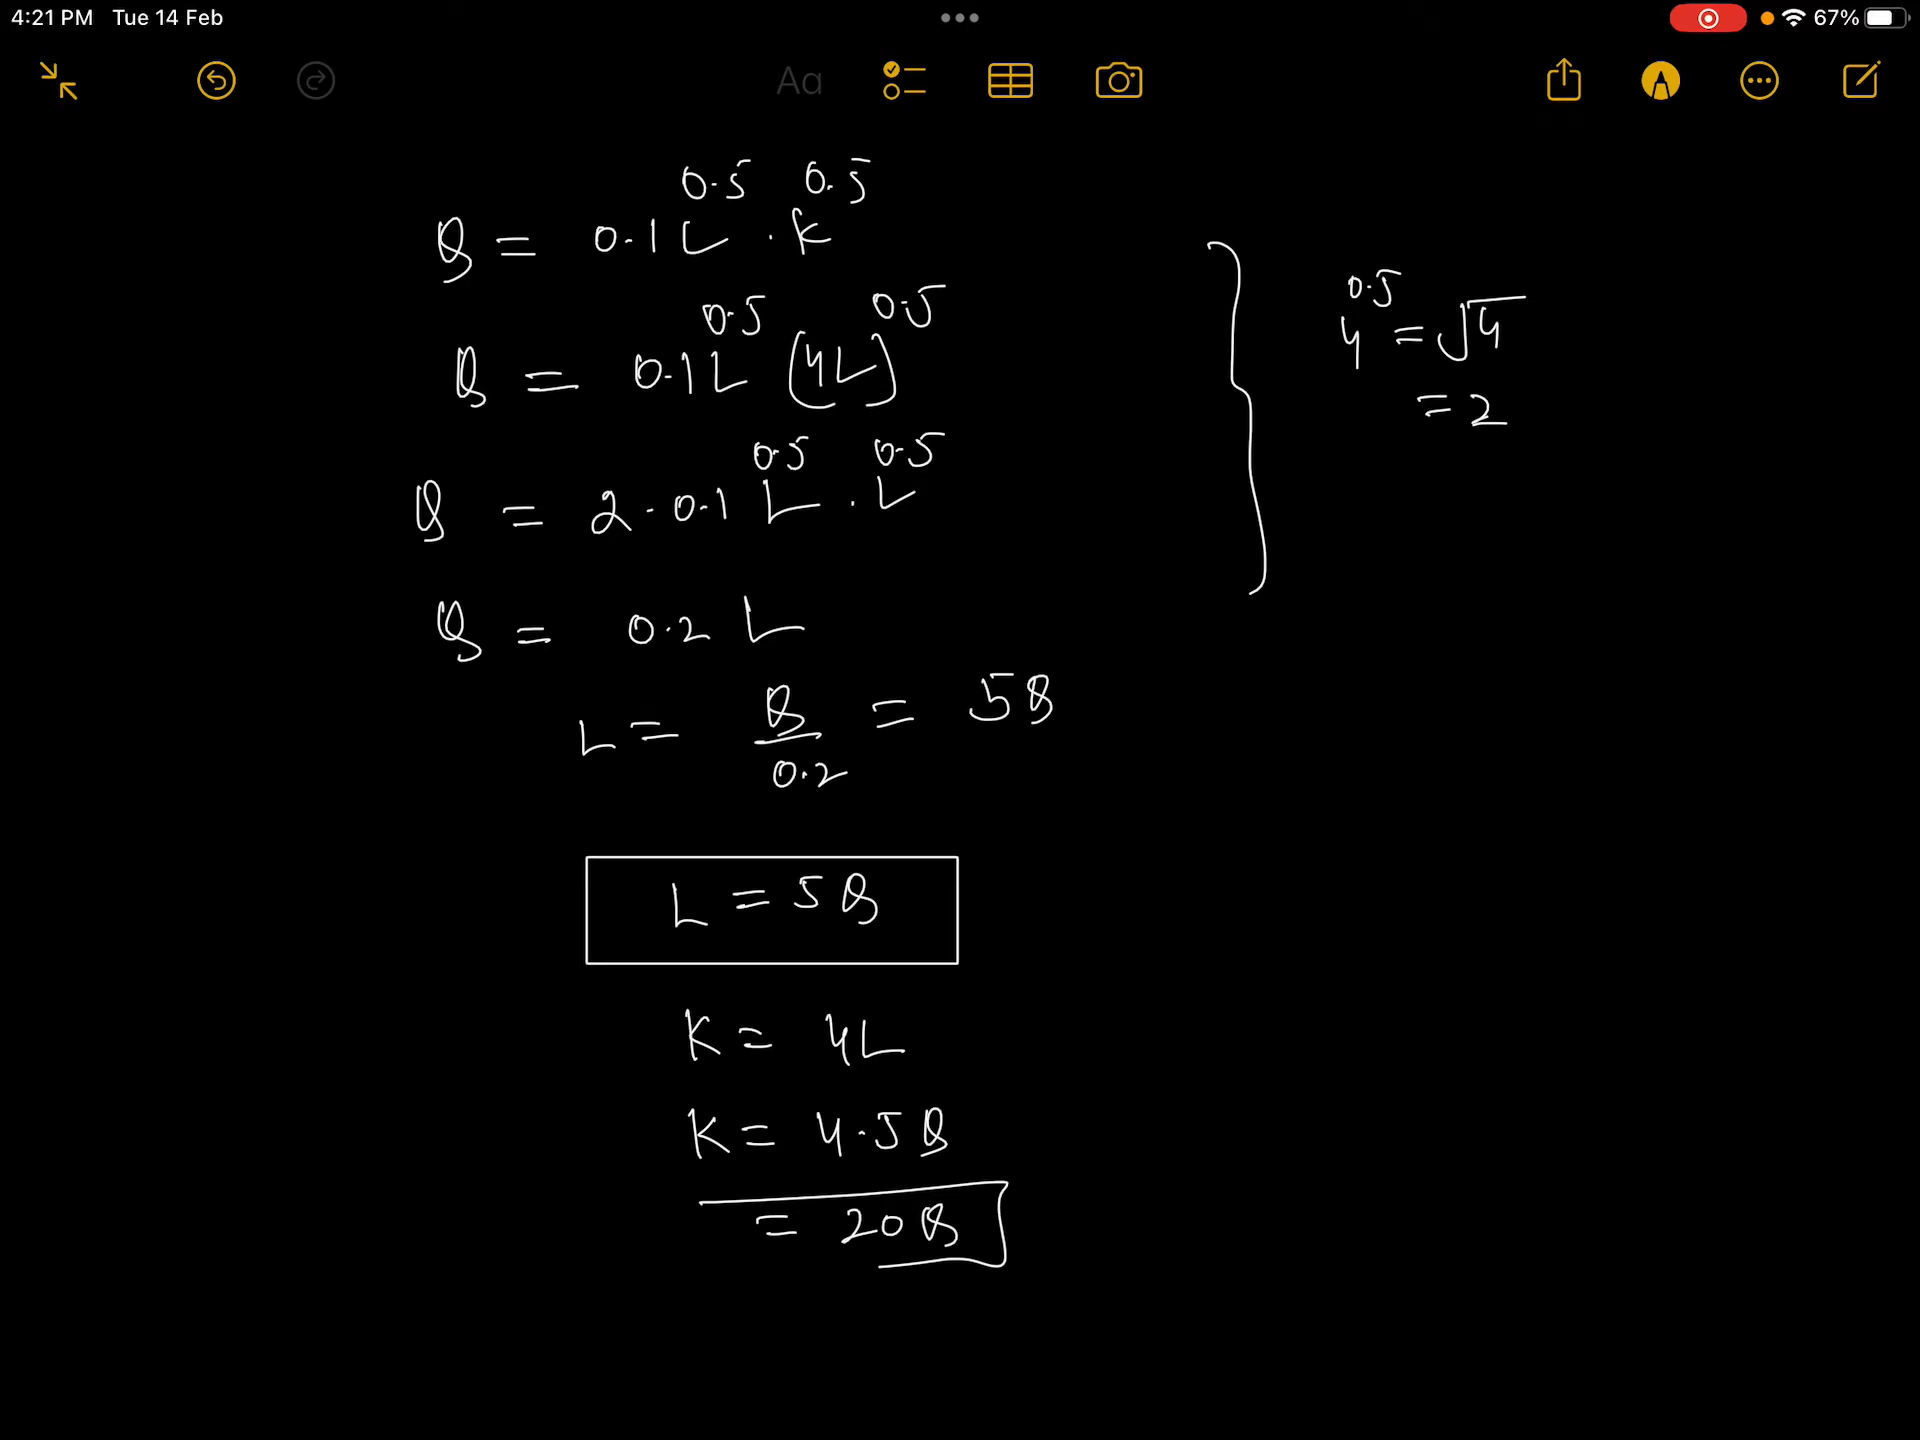 4:21 PM Tue 14 Feb
67%
Aa
Q = 0.1 L^0.5 . K^0.5
Q = 0.1 L^0.5 (4L)^0.5
Q = 2 . 0.1 L^0.5 . L^0.5
Q = 0.2 L
L = Q/0.2 = 5Q
L = 5Q
K = 4L
K = 4.5Q
= 20Q
4^0.5 = √4
= 2